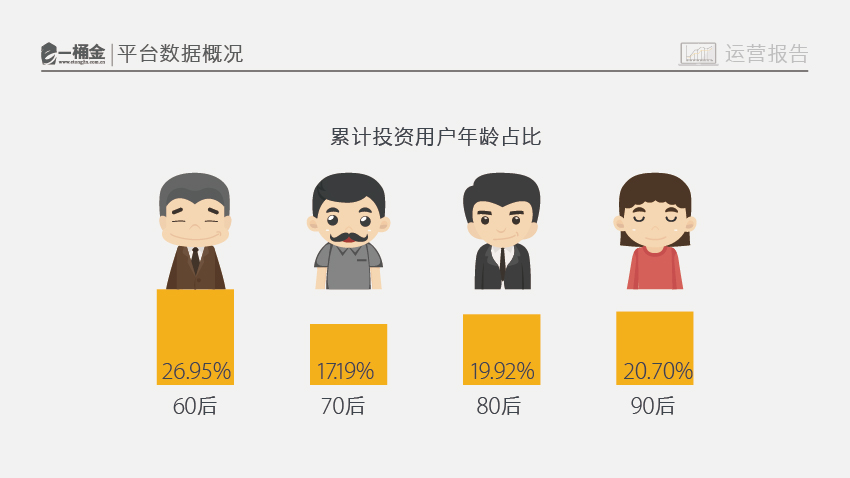 一桶金 平台数据概况
运营报告
累计投资用户年龄占比
26.95% 17.19% 19.92% 20.70%
60后 70后 80后 90后